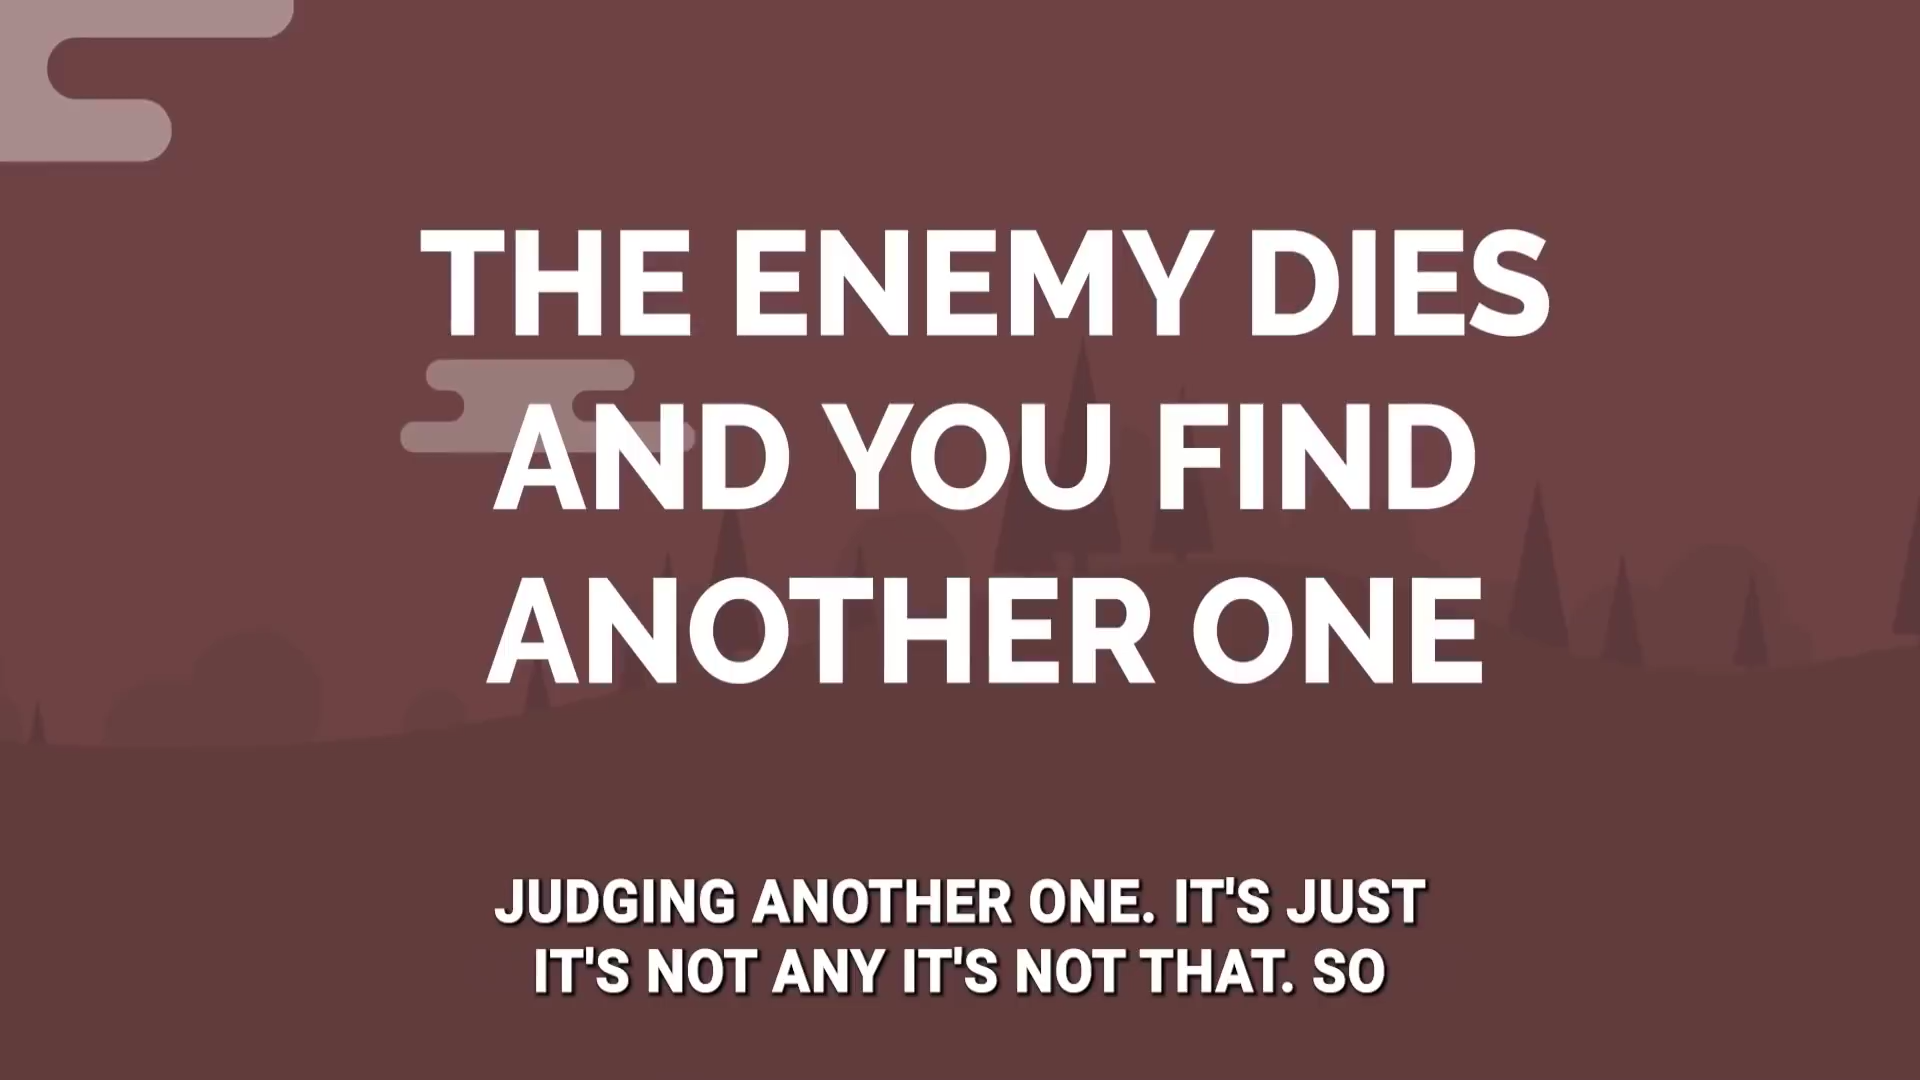 THE ENEMY DIES
AND YOU FIND
ANOTHER ONE
JUDGING ANOTHER ONE. IT'S JUST
IT'S NOT ANY IT'S NOT THAT. SO